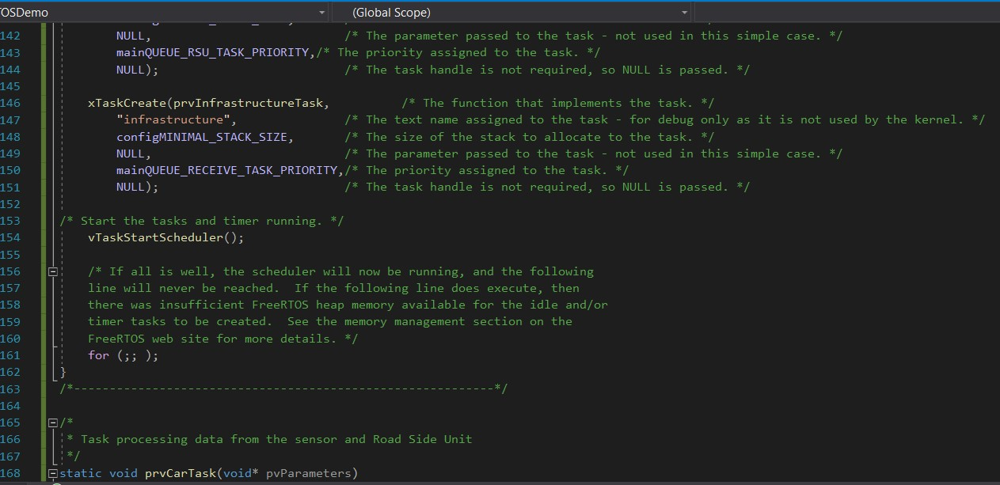 OSDemo (Global Scope)
142 NULL, /* The parameter passed to the task - not used in this simple case. */
143 mainQUEUE_RSU_TASK_PRIORITY,/* The priority assigned to the task. */
144 NULL); /* The task handle is not required, so NULL is passed. */
145
146 xTaskCreate(prvInfrastructureTask, /* The function that implements the task. */
147 "infrastructure", /* The text name assigned to the task - for debug only as it is not used by the kernel. */
148 configMINIMAL_STACK_SIZE, /* The size of the stack to allocate to the task. */
149 NULL, /* The parameter passed to the task - not used in this simple case. */
150 mainQUEUE_RECEIVE_TASK_PRIORITY,/* The priority assigned to the task. */
151 NULL); /* The task handle is not required, so NULL is passed. */
152
153 /* Start the tasks and timer running. */
154 vTaskStartScheduler();
155
156 /* If all is well, the scheduler will now be running, and the following
157 line will never be reached.  If the following line does execute, then
158 there was insufficient FreeRTOS heap memory available for the idle and/or
159 timer tasks to be created.  See the memory management section on the
160 FreeRTOS web site for more details. */
161 for (;; );
162 }
163 /*-----------------------------------------------------------*/
164
165 /*
166 * Task processing data from the sensor and Road Side Unit
167 */
168 static void prvCarTask(void* pvParameters)